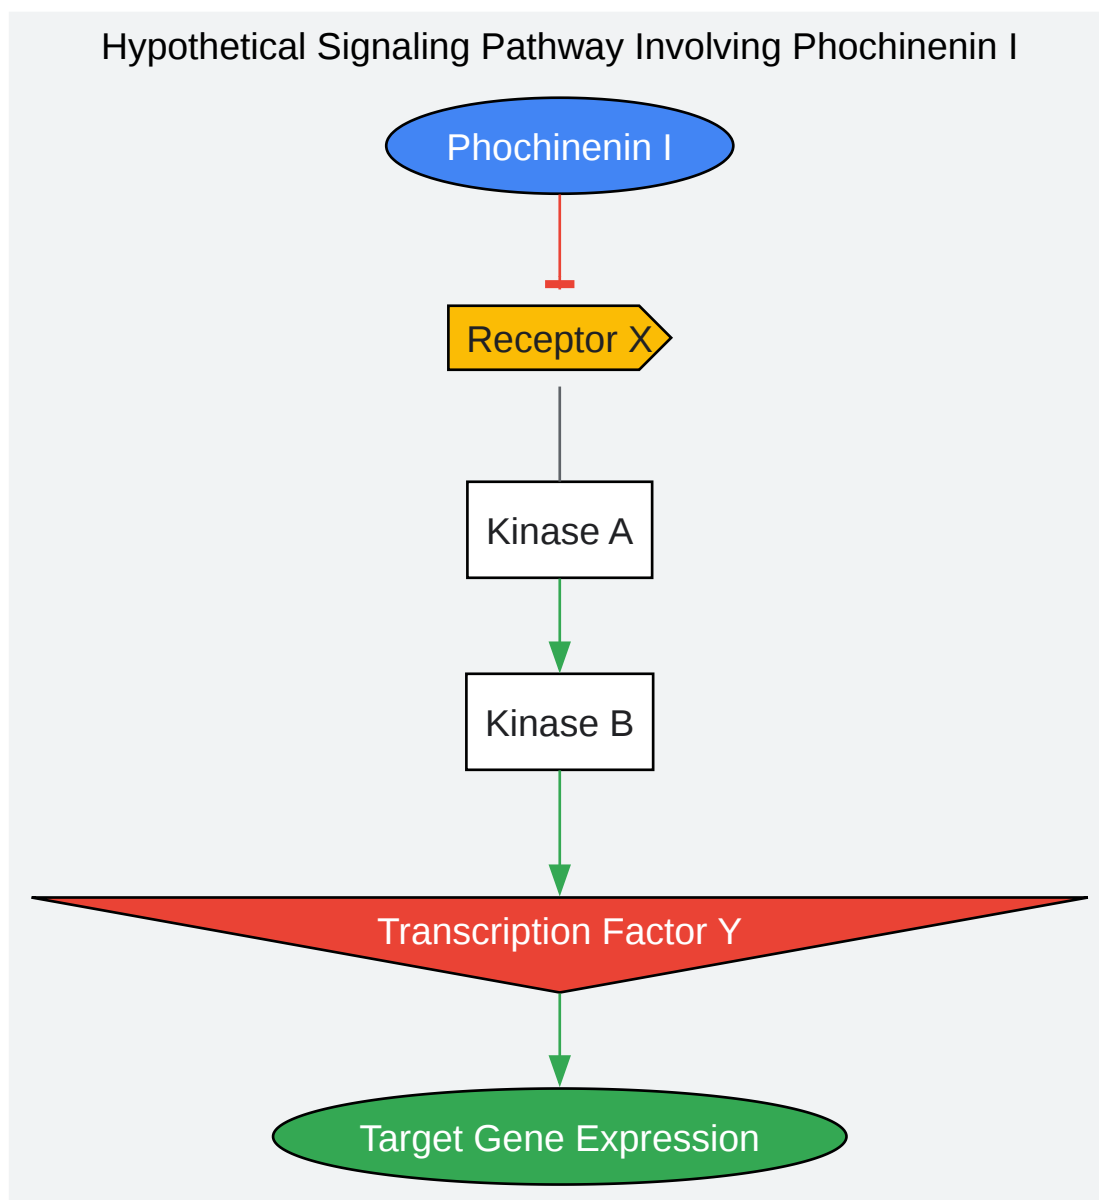 Hypothetical Signaling Pathway Involving Phochinenin I
Phochinenin I
Receptor X
Kinase A
Kinase B
Transcription Factor Y
Target Gene Expression